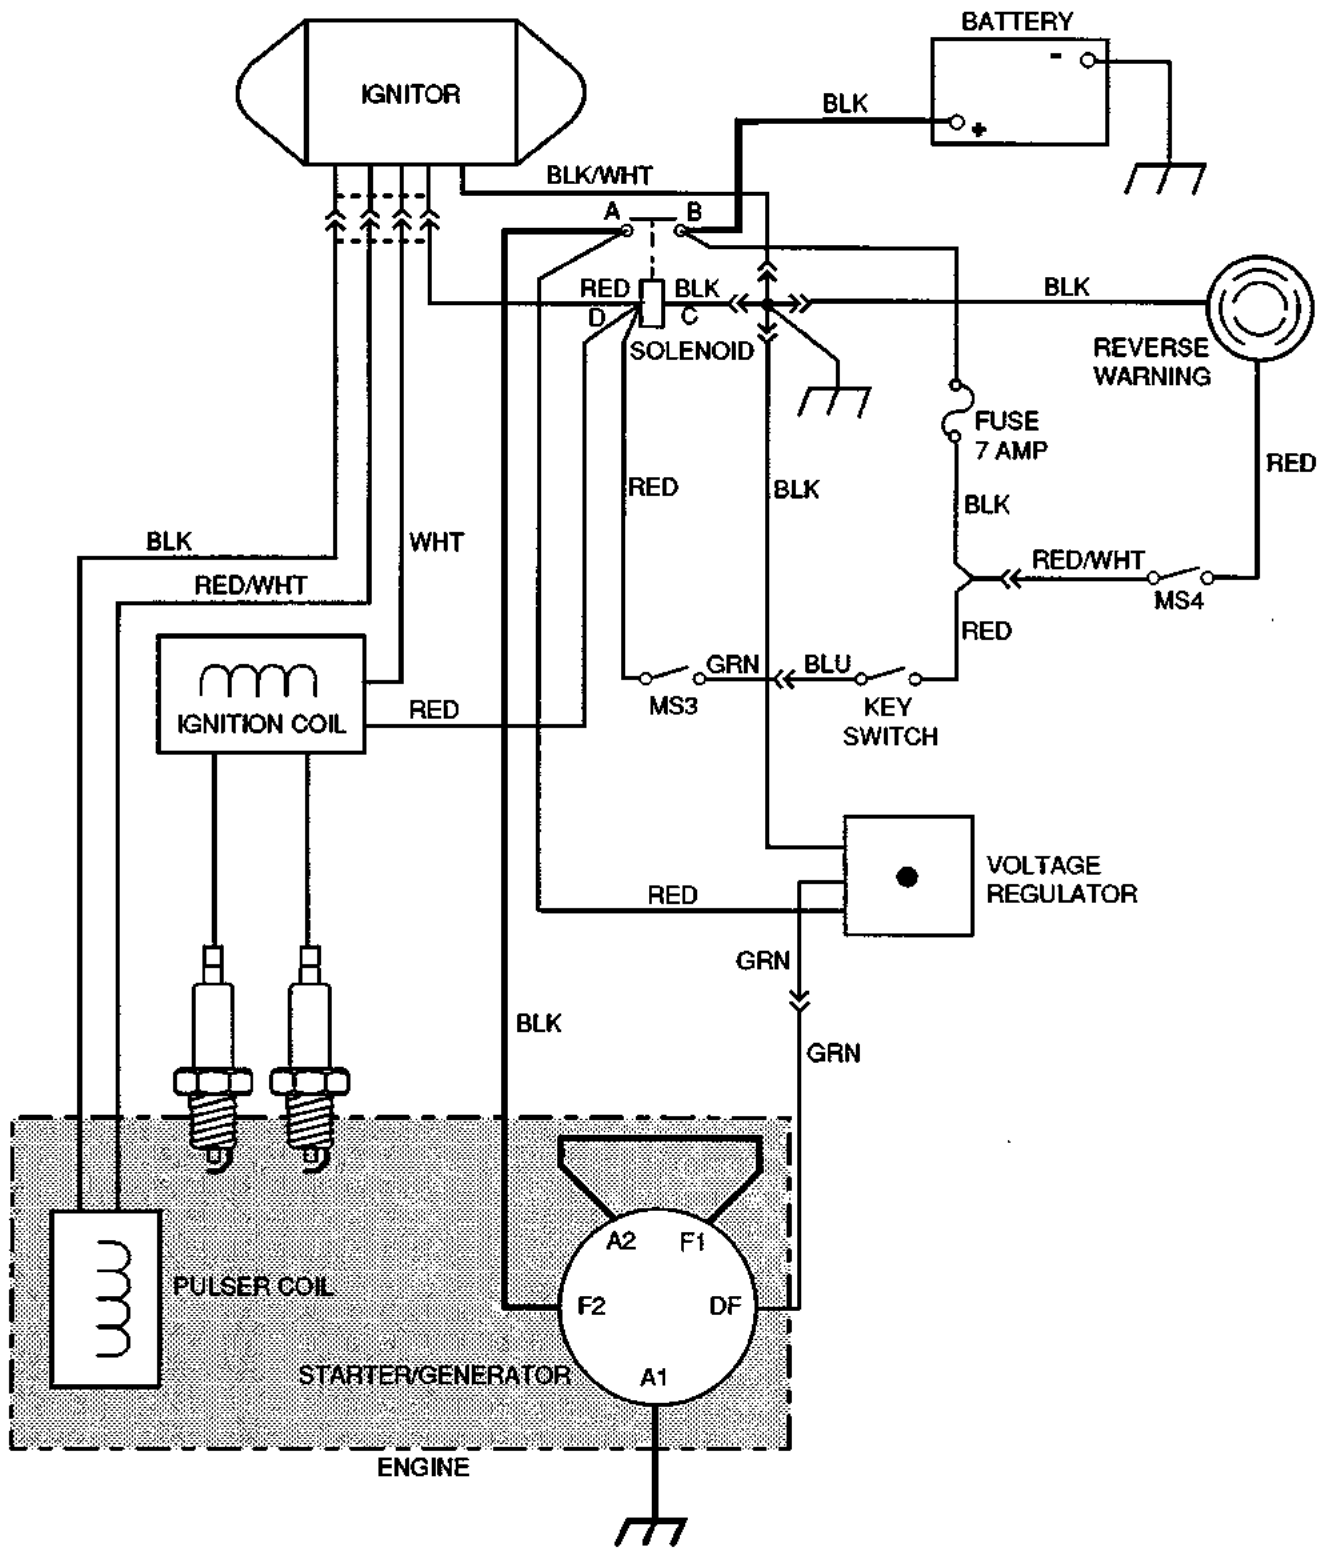 BATTERY
IGNITOR
-
BLK
+
BLK/WHT
A
B
RED
BLK
D
C
SOLENOID
BLK
REVERSE
WARNING
FUSE
7 AMP
RED
RED
BLK
BLK
BLK
WHT
RED/WHT
RED/WHT
MS4
RED
GRN
BLU
MS3
KEY
SWITCH
IGNITION COIL
RED
VOLTAGE
REGULATOR
RED
GRN
BLK
GRN
A2
F1
PULSER COIL
F2
DF
STARTER/GENERATOR
A1
ENGINE